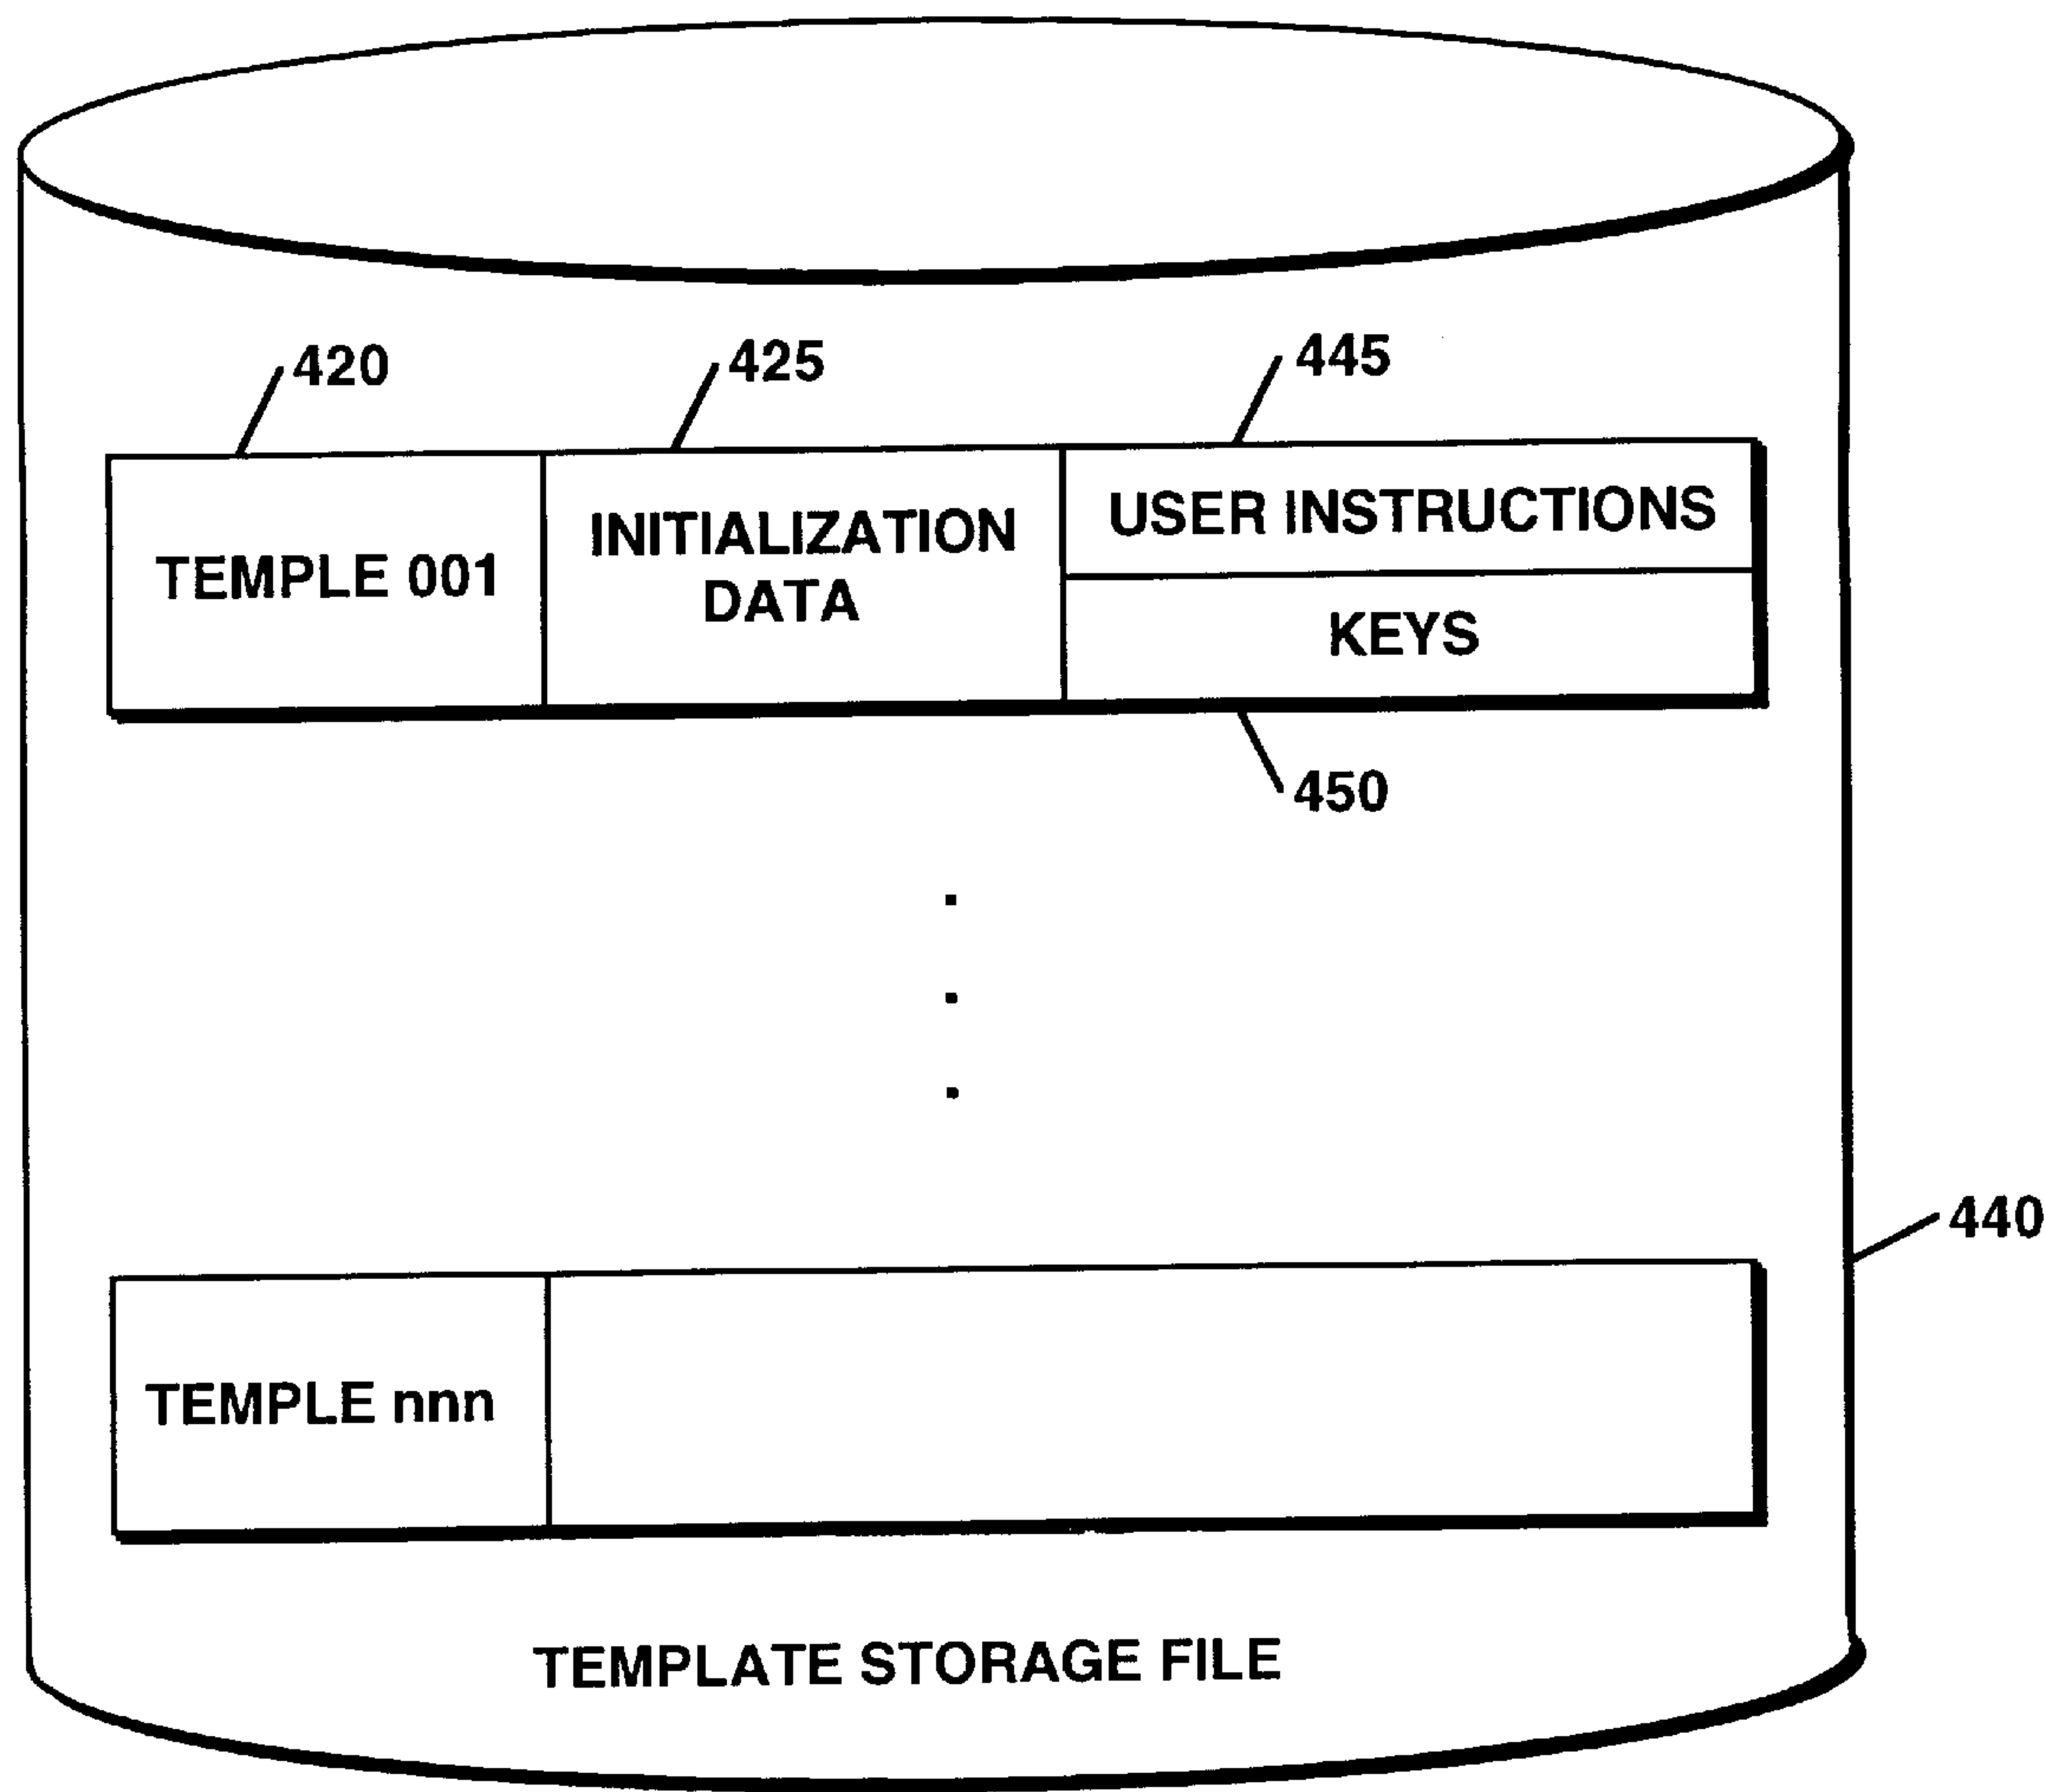 420
425
445
TEMPLE 001
INITIALIZATION
DATA
USER INSTRUCTIONS
KEYS
450
440
TEMPLE nnn
TEMPLATE STORAGE FILE